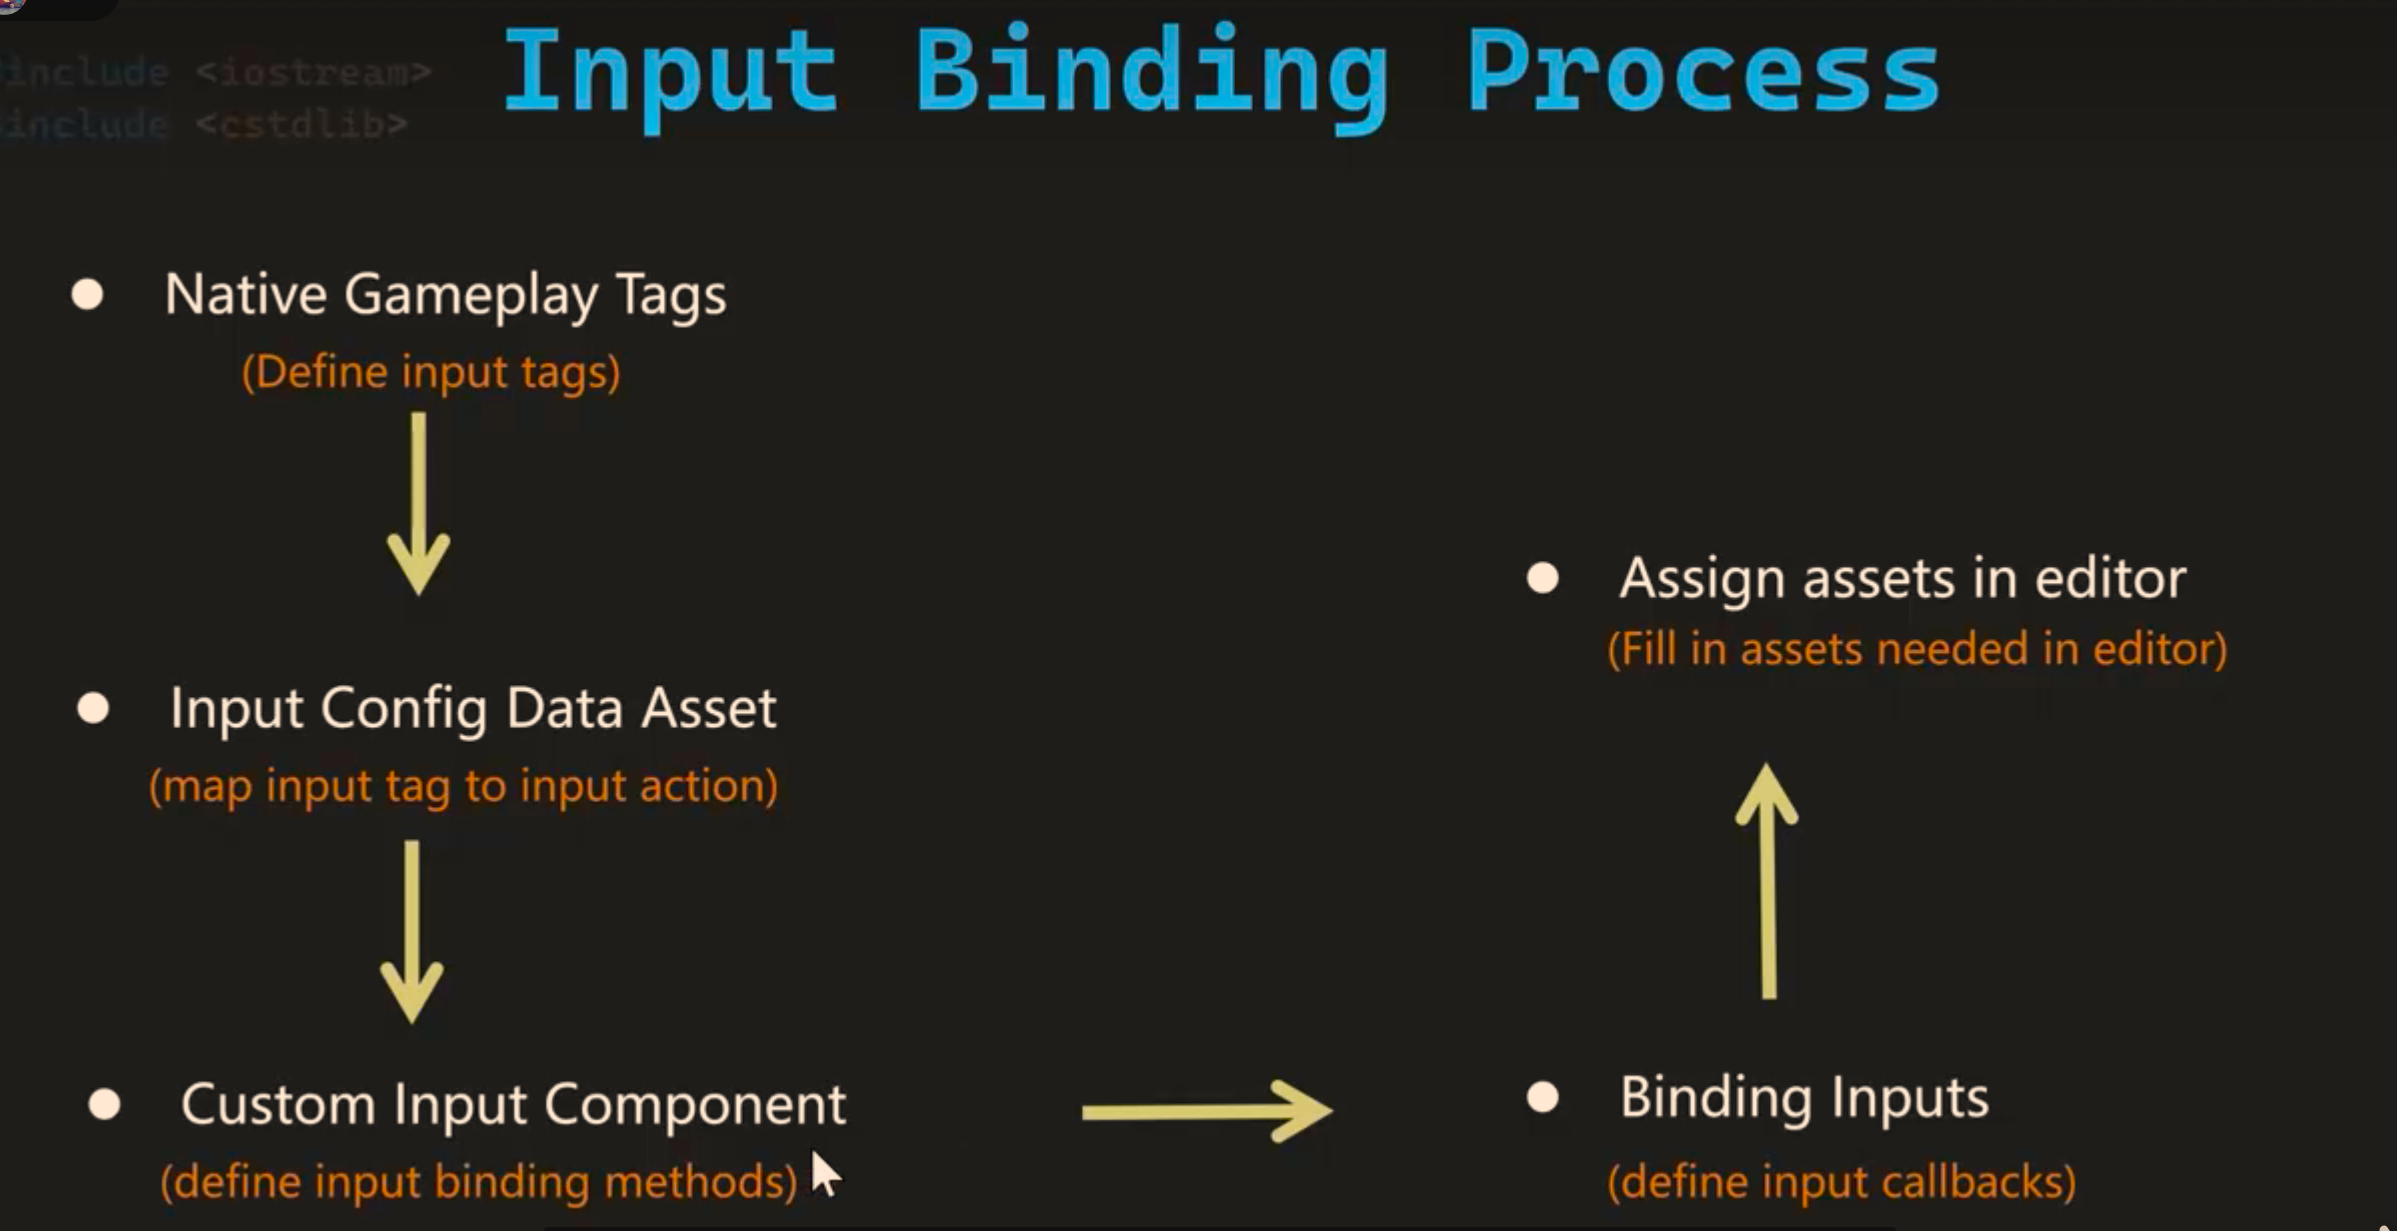 Input Binding Process
include <iostream>
include <cstdlib>
Native Gameplay Tags
(Define input tags)
Input Config Data Asset
(map input tag to input action)
Custom Input Component
(define input binding methods)
Binding Inputs
(define input callbacks)
Assign assets in editor
(Fill in assets needed in editor)